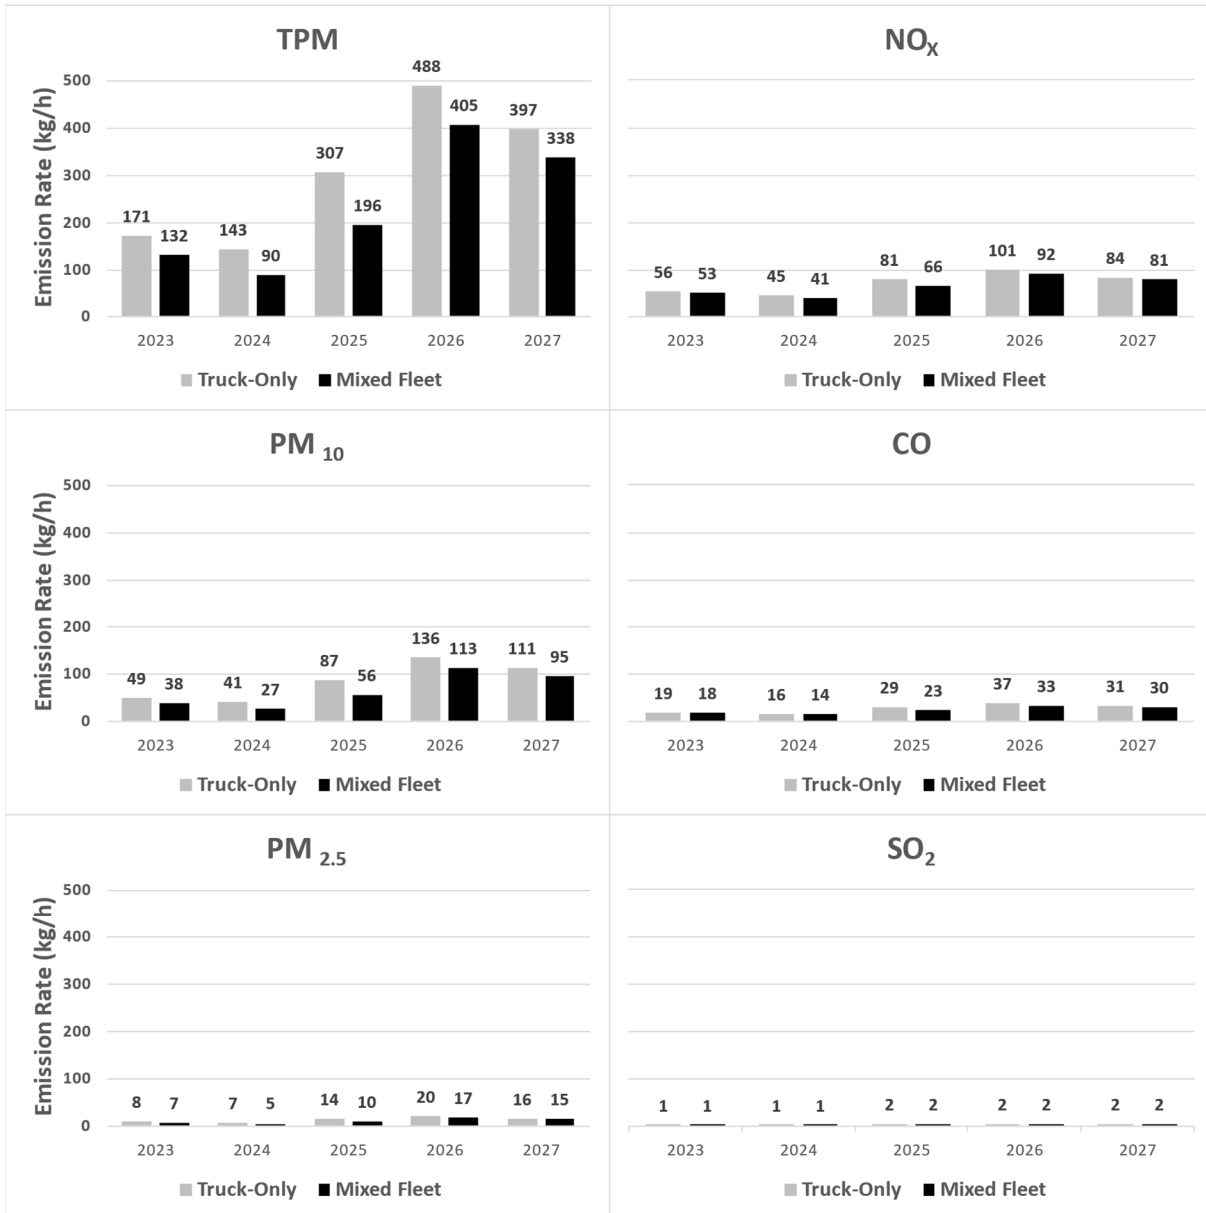 TPM
Emission Rate (kg/h)
500
400
300
200
100
0
171 132 143 90 307 196 488 405 397 338
2023 2024 2025 2026 2027
Truck-Only Mixed Fleet
NOX
56 53 45 41 81 66 101 92 84 81
2023 2024 2025 2026 2027
Truck-Only Mixed Fleet
PM 10
Emission Rate (kg/h)
500
400
300
200
100
0
49 38 41 27 87 56 136 113 111 95
2023 2024 2025 2026 2027
Truck-Only Mixed Fleet
CO
19 18 16 14 29 23 37 33 31 30
2023 2024 2025 2026 2027
Truck-Only Mixed Fleet
PM 2.5
Emission Rate (kg/h)
500
400
300
200
100
0
8 7 7 5 14 10 20 17 16 15
2023 2024 2025 2026 2027
Truck-Only Mixed Fleet
SO2
1 1 1 1 2 2 2 2 2 2
2023 2024 2025 2026 2027
Truck-Only Mixed Fleet